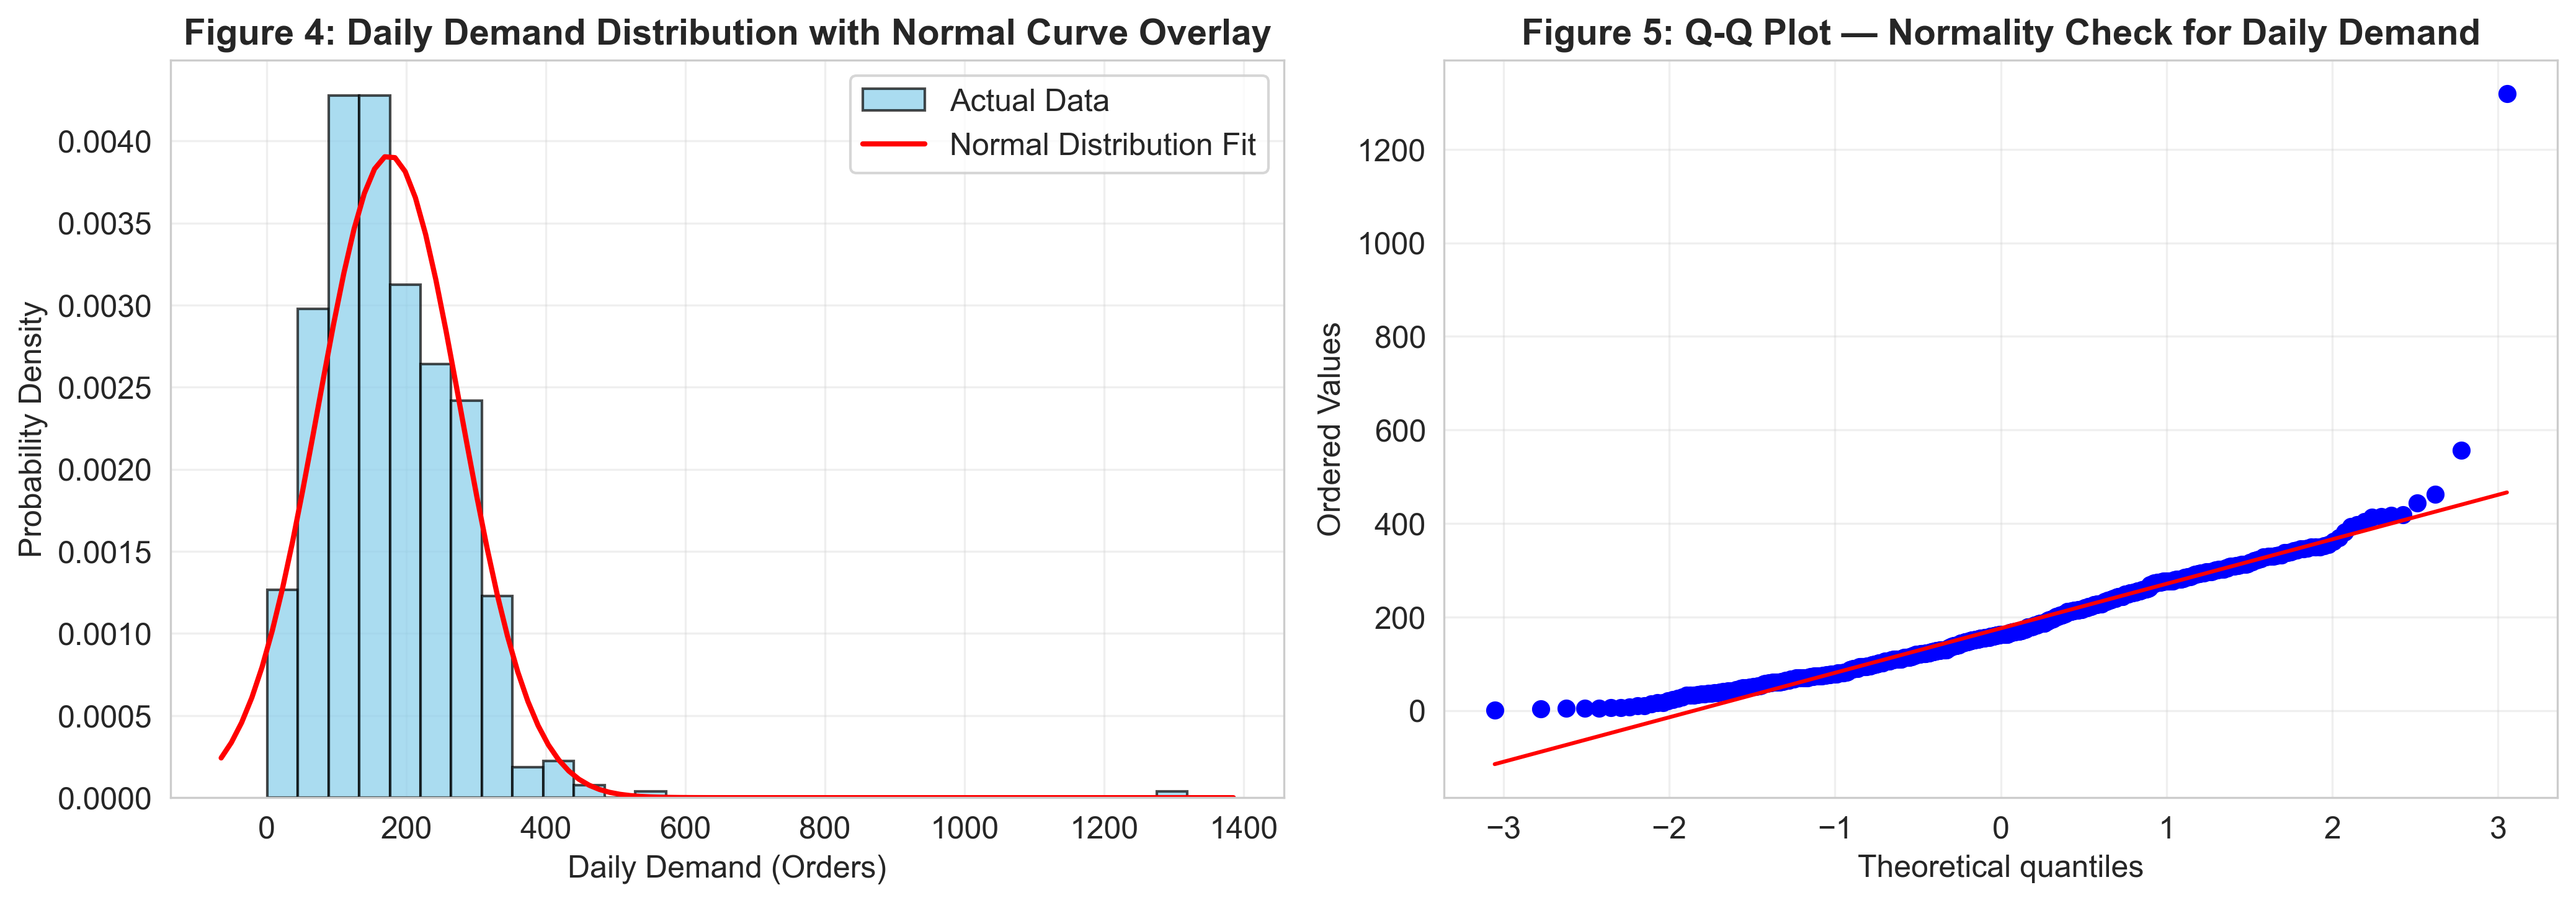 Figure 4: Daily Demand Distribution with Normal Curve Overlay
Actual Data
Normal Distribution Fit
Probability Density
0.0040
0.0035
0.0030
0.0025
0.0020
0.0015
0.0010
0.0005
0.0000
0 200 400 600 800 1000 1200 1400
Daily Demand (Orders)
Figure 5: Q-Q Plot — Normality Check for Daily Demand
Ordered Values
1200
1000
800
600
400
200
0
−3 −2 −1 0 1 2 3
Theoretical quantiles